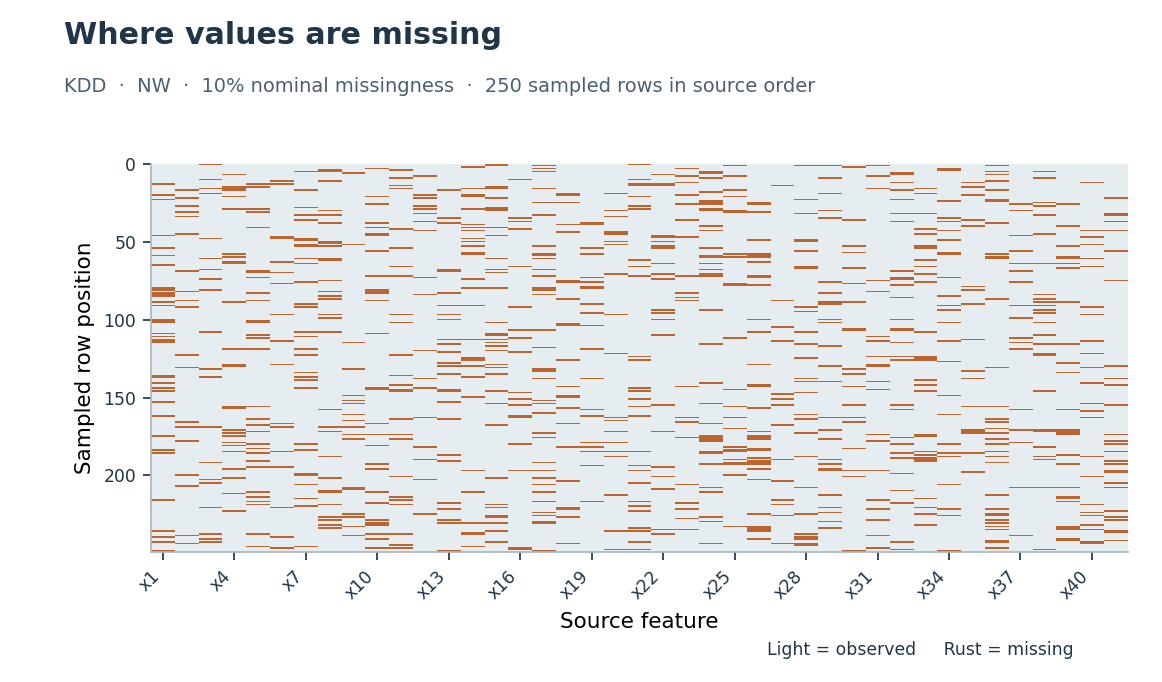 Where values are missing
KDD · NW · 10% nominal missingness · 250 sampled rows in source order
0
50
100
150
200
Sampled row position
x1 x4 x7 x10 x13 x16 x19 x22 x25 x28 x31 x34 x37 x40
Source feature
Light = observed Rust = missing